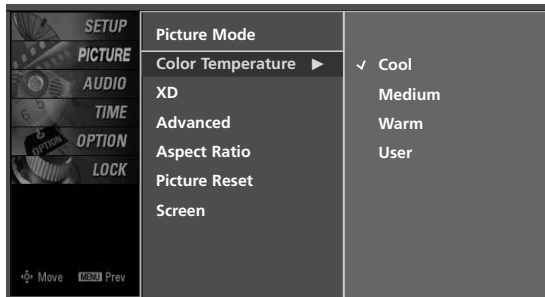 SETUP
PICTURE
AUDIO
TIME
OPTION
LOCK
Move MENU Prev
Picture Mode
Color Temperature ►
XD
Advanced
Aspect Ratio
Picture Reset
Screen
✓ Cool
Medium
Warm
User